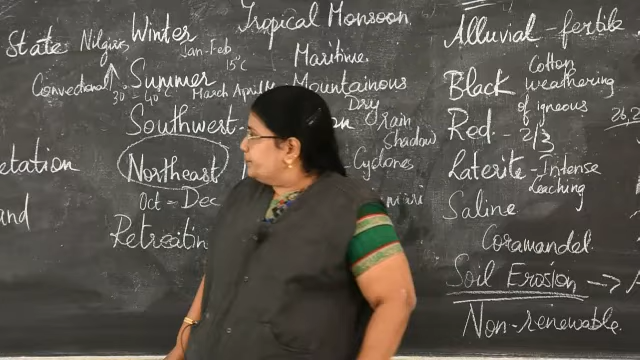 State Nilgiris
Convectional
etation
and
Winter
Jan-Feb
15°C
Summer
30° - 40°
March April
Southwest
Northeast
Oct - Dec
Retreatin
Tropical Monsoon
Maritime
Mountainous
Dry
Rain
Shadow
Cyclones
Alluvial - fertile
Black Cotton
weathering
of igneous
Red - 2/3
Laterite - Intense
Leaching
Saline
Coramandel
Soil Erosion → A
Non-renewable